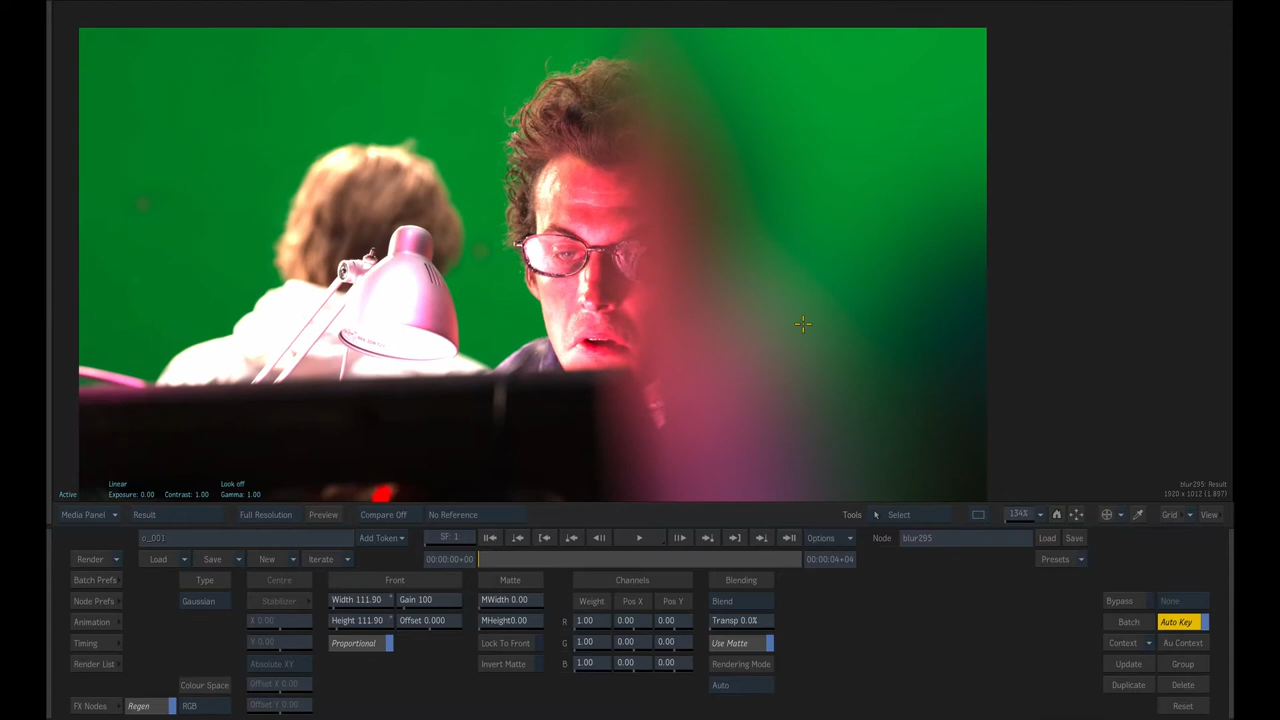 Linear
Look off
Active
Exposure: 0.00
Contrast: 1.00
Gamma: 1.00
blur295: Result
1920 x 1012 (1.897)
Media Panel
Result
Full Resolution
Preview
Compare Off
No Reference
Tools
Select
134%
Grid
View
o_001
Add Token
SF: 1
Options
Node
blur295
Load
Save
Render
Load
Save
New
Iterate
00:00:00+00
00:00:04+04
Presets
Batch Prefs
Type
Centre
Front
Matte
Channels
Blending
Node Prefs
Gaussian
Stabilizer
Width 111.90
Gain 100
MWidth 0.00
Weight
Pos X
Pos Y
Blend
Bypass
None
Animation
X 0.00
Height 111.90
Offset 0.000
MHeight0.00
R
1.00
0.00
0.00
Transp 0.0%
Batch
Auto Key
Timing
Y 0.00
Proportional
Lock To Front
G
1.00
0.00
0.00
Use Matte
Context
Au Context
Render List
Absolute XY
Invert Matte
B
1.00
0.00
0.00
Rendering Mode
Update
Group
Colour Space
Offset X 0.00
Auto
Duplicate
Delete
FX Nodes
Regen
RGB
Offset Y 0.00
Reset